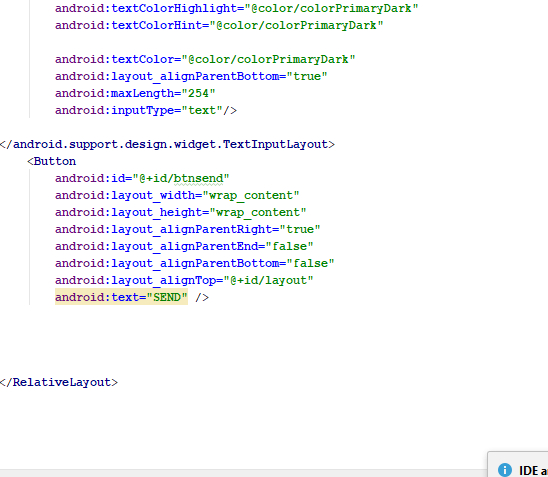 android:textColorHighlight="@color/colorPrimaryDark"
android:textColorHint="@color/colorPrimaryDark"
android:textColor="@color/colorPrimaryDark"
android:layout_alignParentBottom="true"
android:maxLength="254"
android:inputType="text"/>
</android.support.design.widget.TextInputLayout>
<Button
android:id="@+id/btnsend"
android:layout_width="wrap_content"
android:layout_height="wrap_content"
android:layout_alignParentRight="true"
android:layout_alignParentEnd="false"
android:layout_alignParentBottom="false"
android:layout_alignTop="@+id/layout"
android:text="SEND" />
</RelativeLayout>
IDE